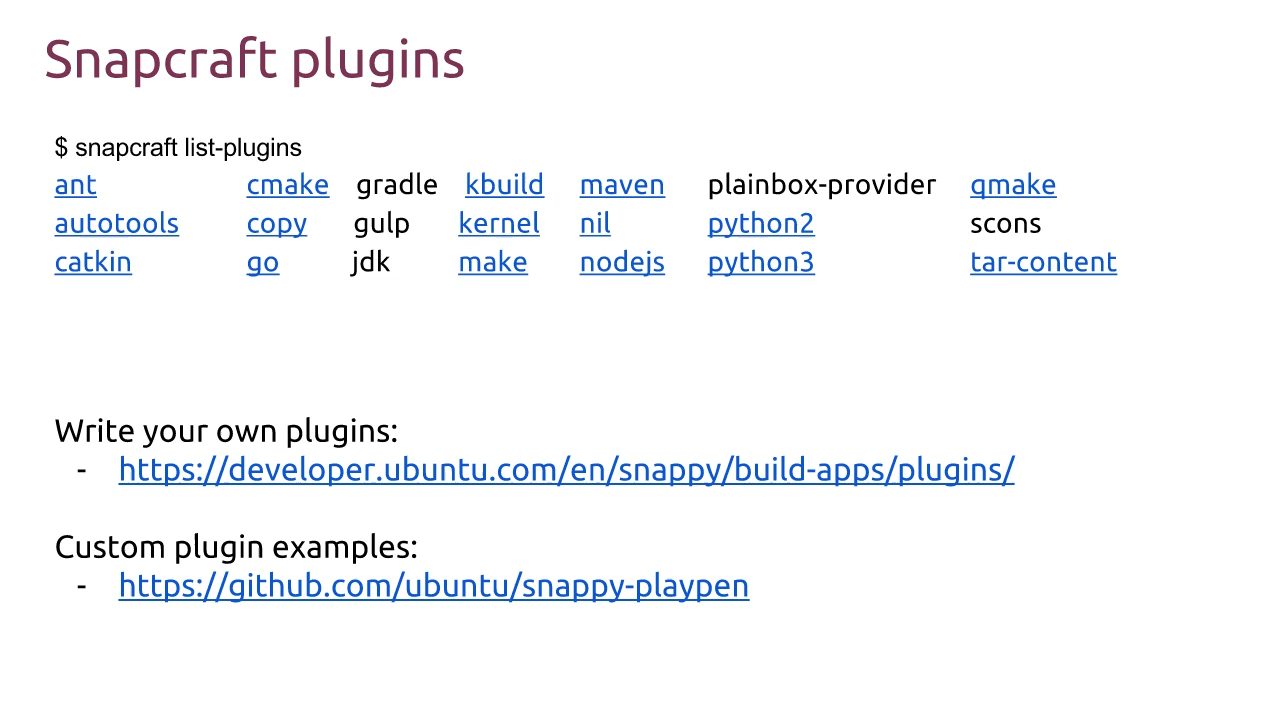 Snapcraft plugins
$ snapcraft list-plugins
ant cmake gradle kbuild maven plainbox-provider qmake
autotools copy gulp kernel nil python2 scons
catkin go jdk make nodejs python3 tar-content
Write your own plugins:
- https://developer.ubuntu.com/en/snappy/build-apps/plugins/
Custom plugin examples:
- https://github.com/ubuntu/snappy-playpen